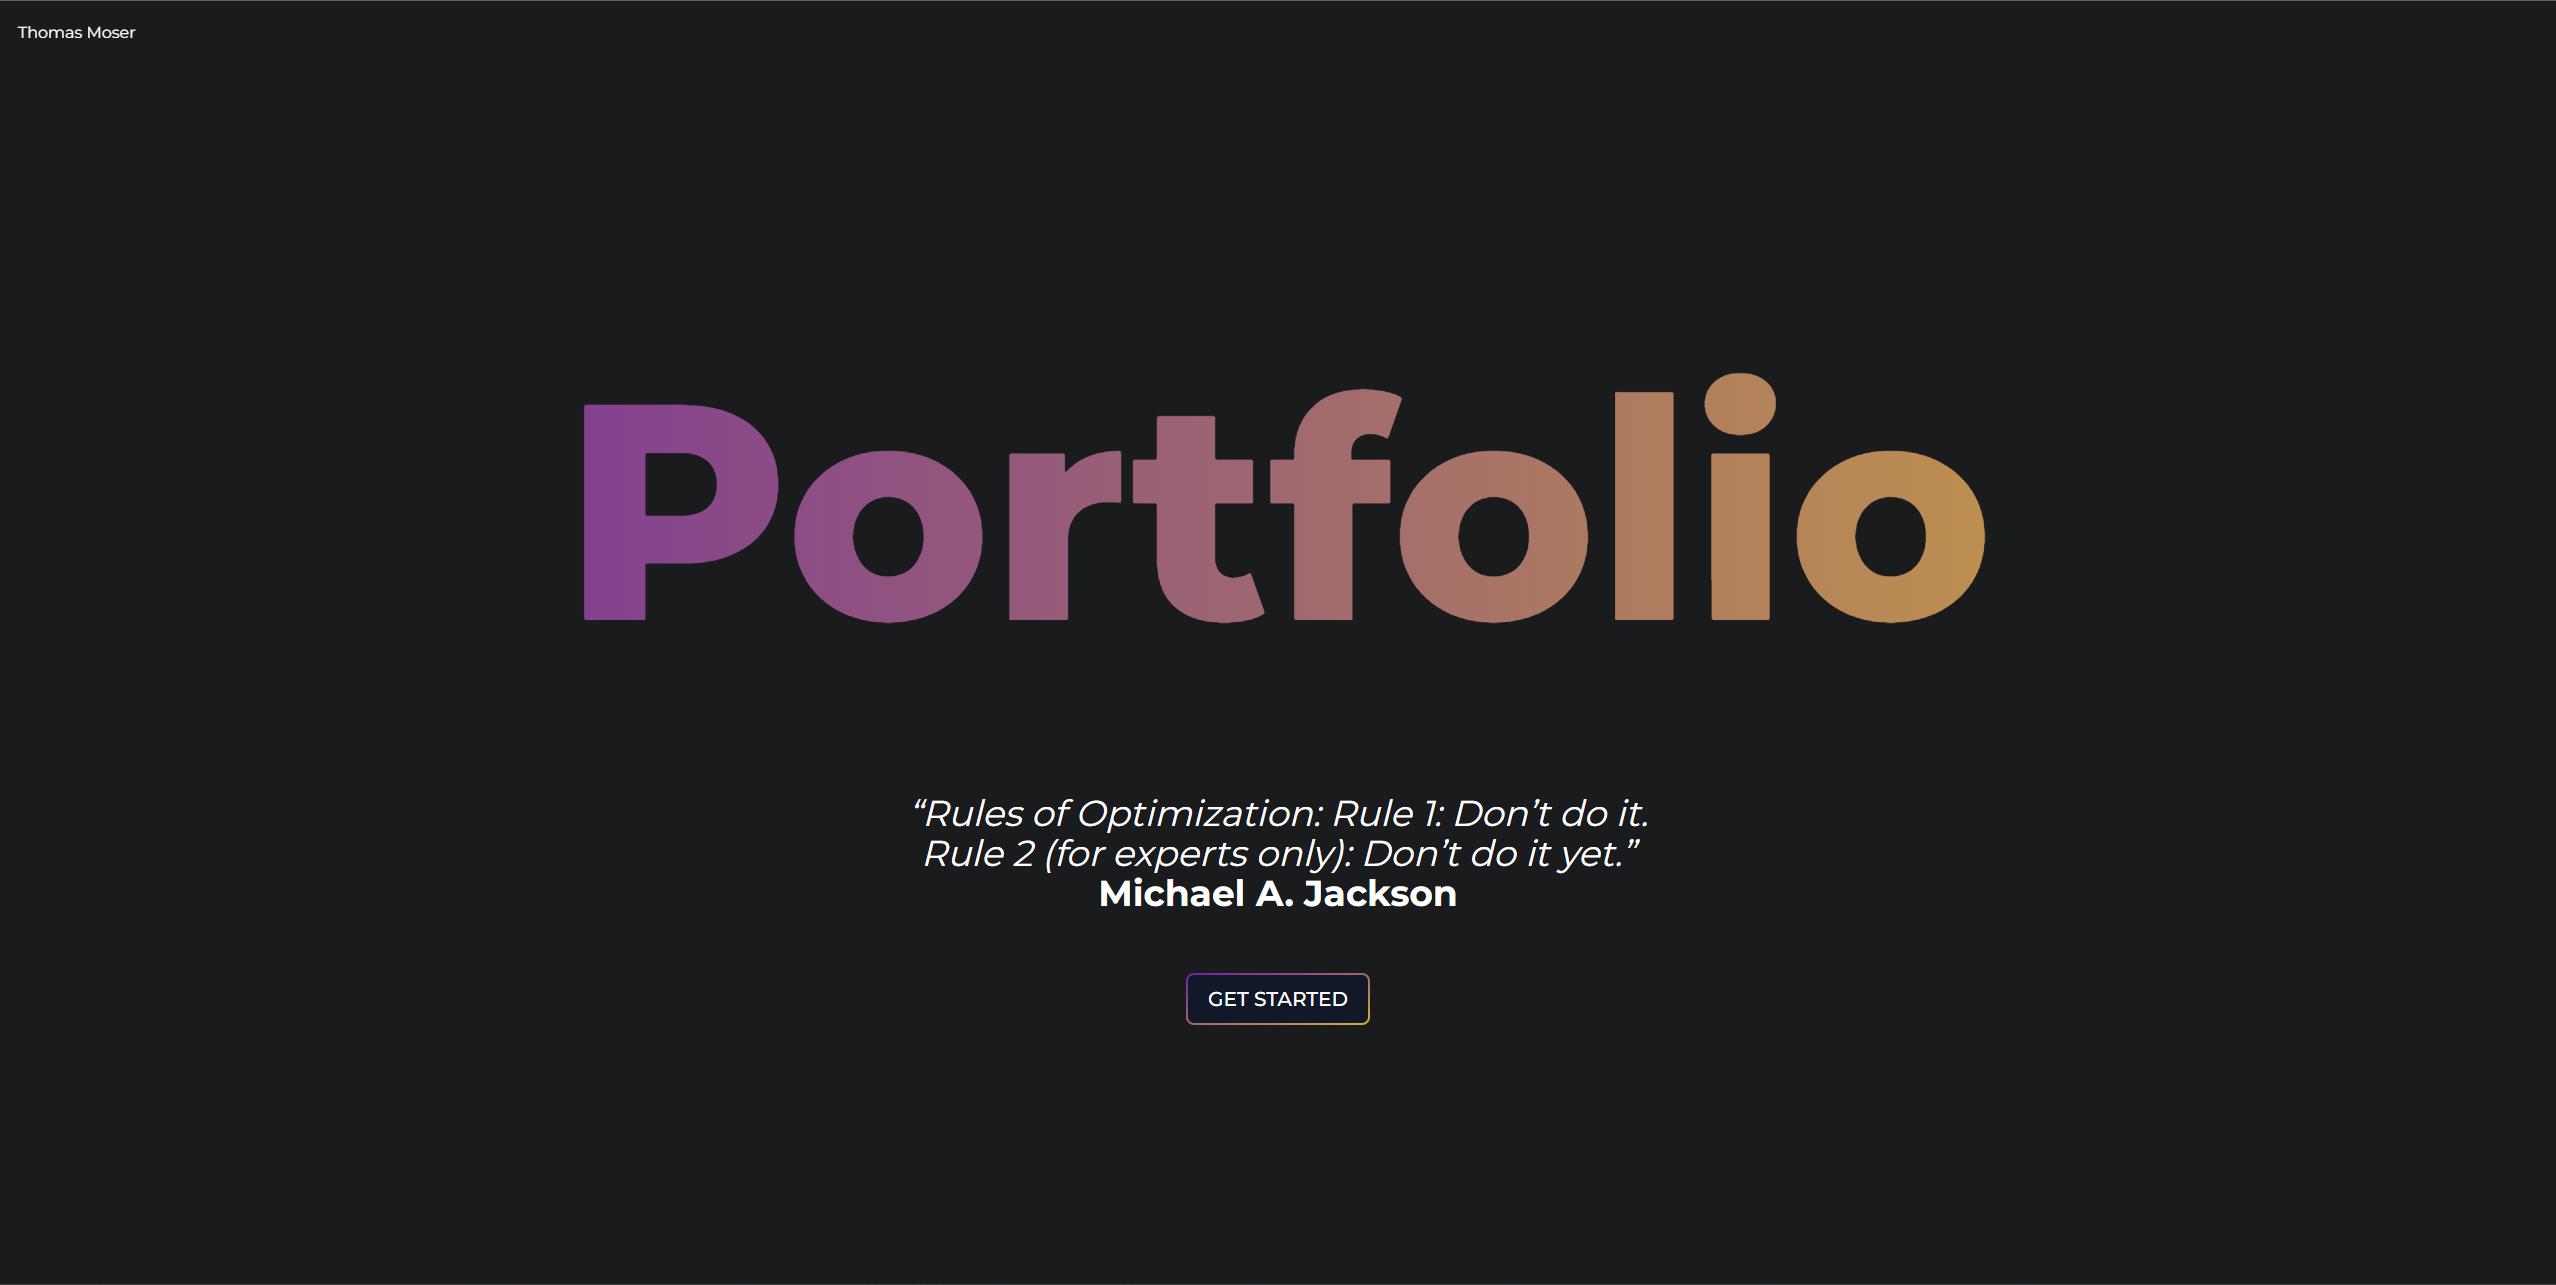 Thomas Moser
Portfolio
“Rules of Optimization: Rule 1: Don’t do it.
Rule 2 (for experts only): Don’t do it yet.”
Michael A. Jackson
GET STARTED